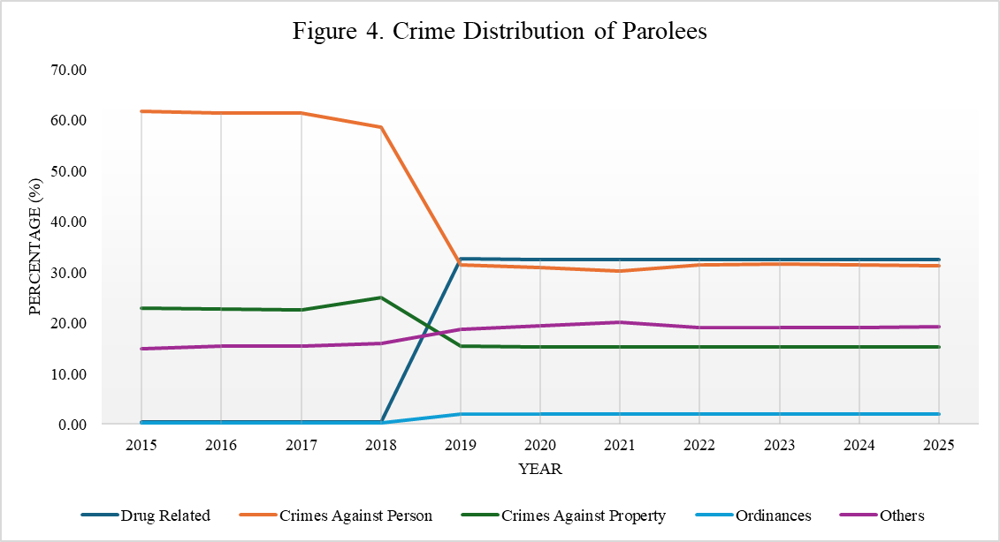 Figure 4. Crime Distribution of Parolees
70.00
60.00
50.00
40.00
30.00
20.00
10.00
0.00
PERCENTAGE (%)
2015 2016 2017 2018 2019 2020 2021 2022 2023 2024 2025
YEAR
Drug Related Crimes Against Person Crimes Against Property Ordinances Others